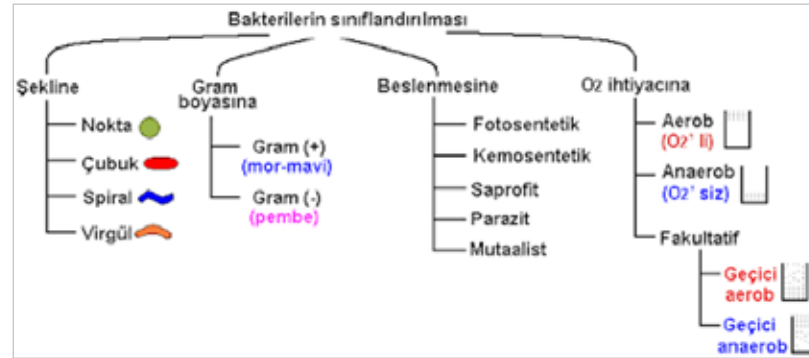 Bakterilerin sınıflandırılması
Şekline
Nokta
Çubuk
Spiral
Virgül
Gram
boyasına
Gram (+)
(mor-mavi)
Gram (-)
(pembe)
Beslenmesine
Fotosentetik
Kemosentetik
Saprofit
Parazit
Mutaalist
O2 ihtiyacına
Aerob
(O2' li)
Anaerob
(O2' siz)
Fakultatif
Geçici
aerob
Geçici
anaerob